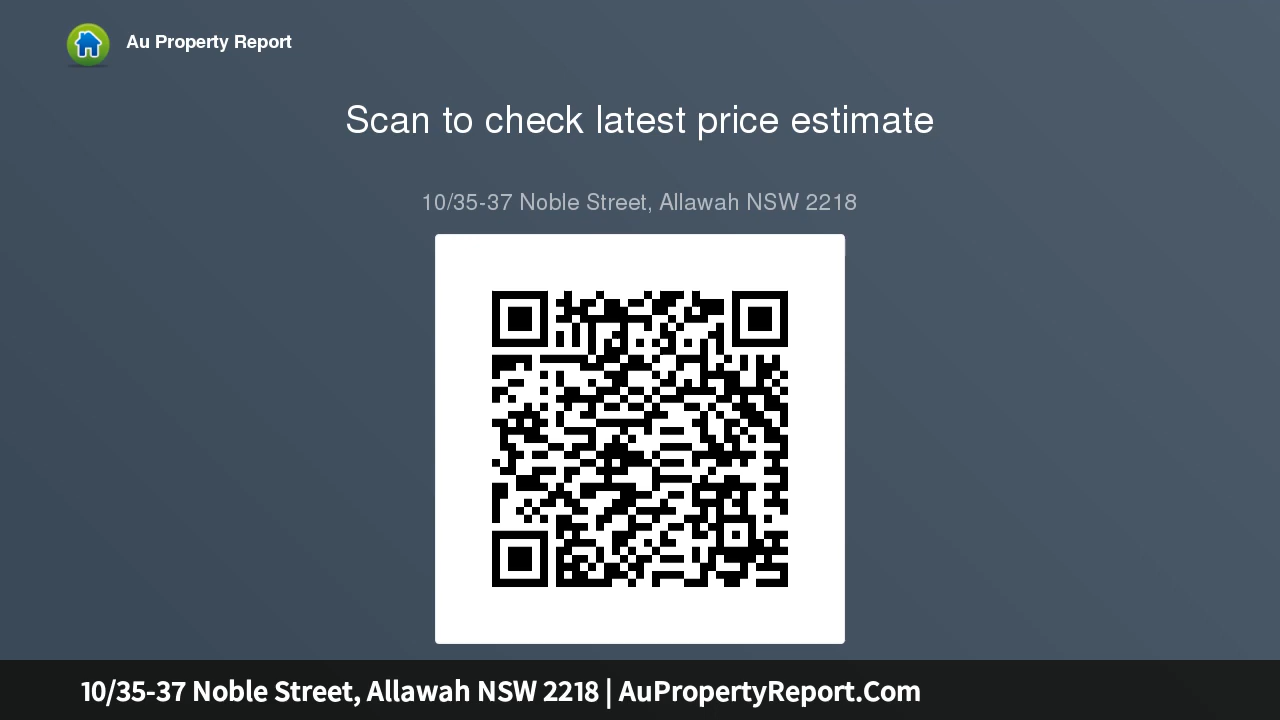 Au Property Report
Scan to check latest price estimate
10/35-37 Noble Street, Allawah NSW 2218
10/35-37 Noble Street, Allawah NSW 2218 | AuPropertyReport.Com